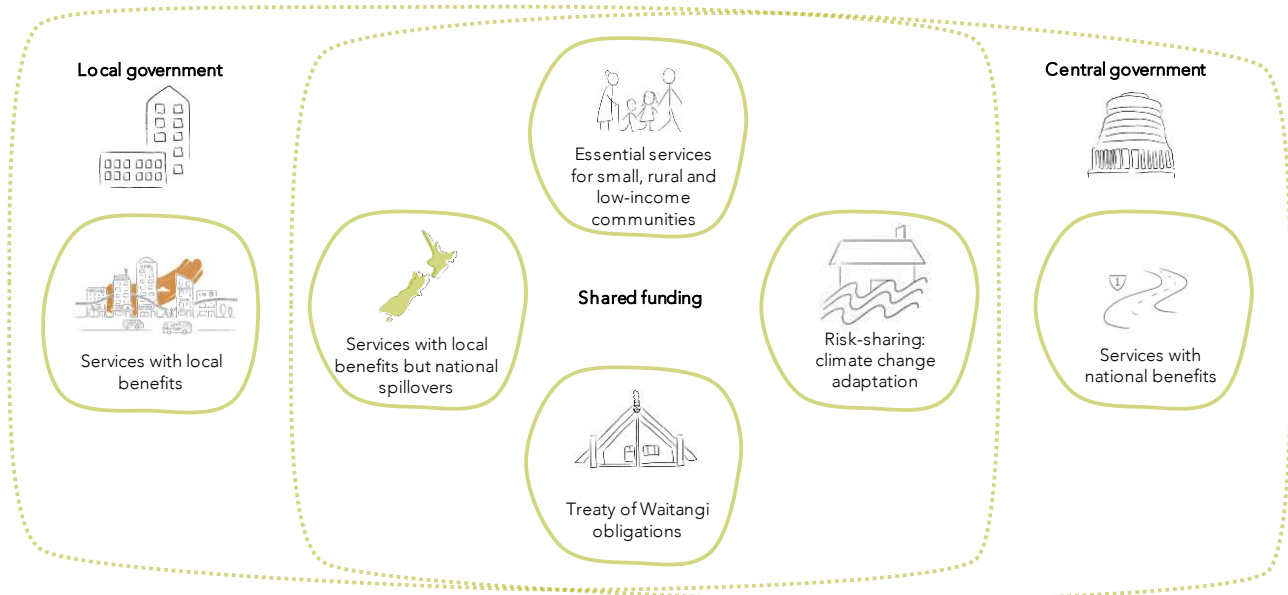 Local government
Central government
Essential services
for small, rural and
low-income
communities
Services with local
benefits
Services with local
benefits but national
spillovers
Shared funding
Risk-sharing:
climate change
adaptation
1
Services with
national benefits
Treaty of Waitangi
obligations